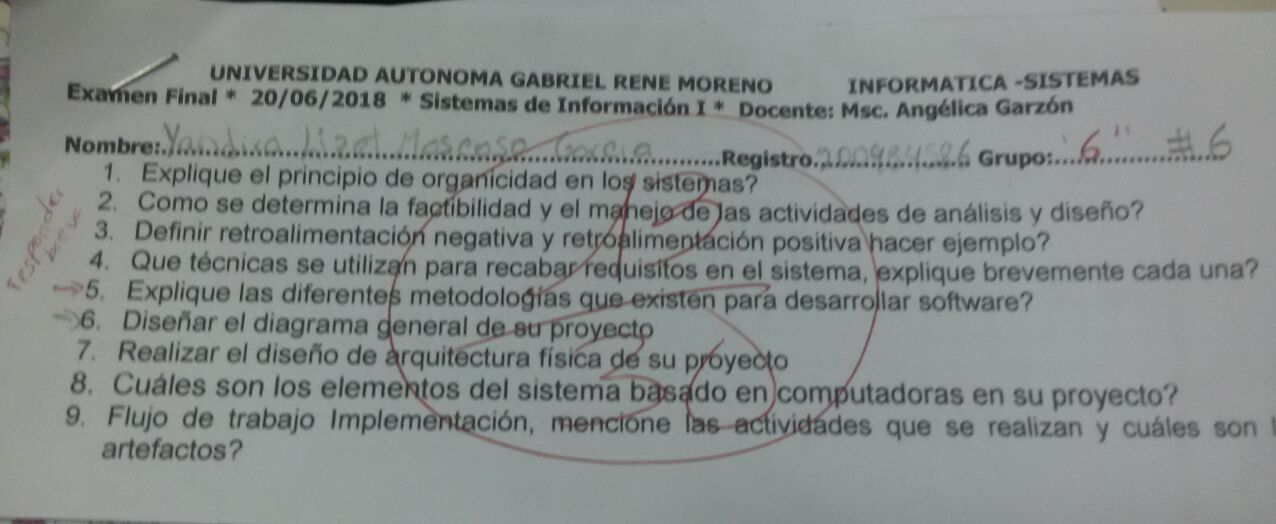 UNIVERSIDAD AUTONOMA GABRIEL RENE MORENO INFORMATICA -SISTEMAS
Examen Final * 20/06/2018 * Sistemas de Información I * Docente: Msc. Angélica Garzón
Nombre: Yandira Lizet Moscoso Garcia Registro. 200984586 Grupo: "6" #6
1. Explique el principio de organicidad en los sistemas?
2. Como se determina la factibilidad y el manejo de las actividades de análisis y diseño?
3. Definir retroalimentación negativa y retroalimentación positiva hacer ejemplo?
4. Que técnicas se utilizan para recabar requisitos en el sistema, explique brevemente cada una?
5. Explique las diferentes metodologías que existen para desarrollar software?
6. Diseñar el diagrama general de su proyecto
7. Realizar el diseño de arquitectura física de su proyecto
8. Cuáles son los elementos del sistema basado en computadoras en su proyecto?
9. Flujo de trabajo Implementación, mencione las actividades que se realizan y cuáles son
artefactos?
responder